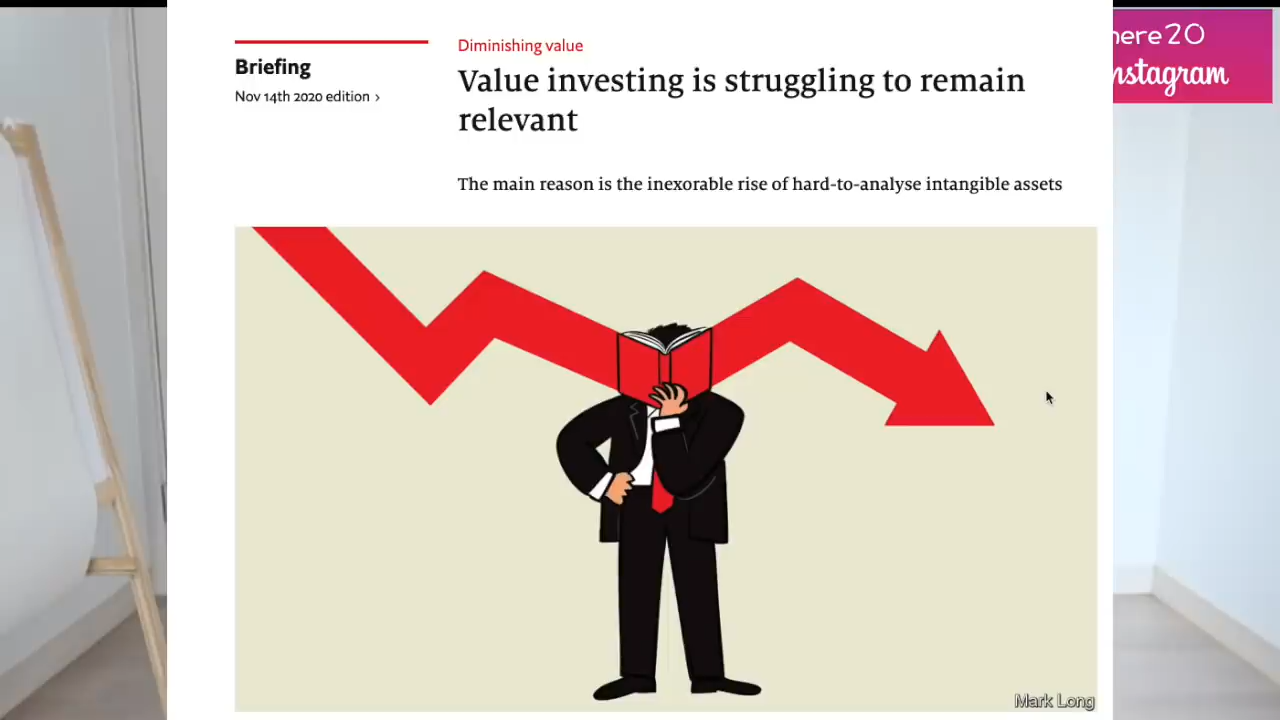 Briefing
Nov 14th 2020 edition ›
Diminishing value
Value investing is struggling to remain
relevant
The main reason is the inexorable rise of hard-to-analyse intangible assets
Mark Long